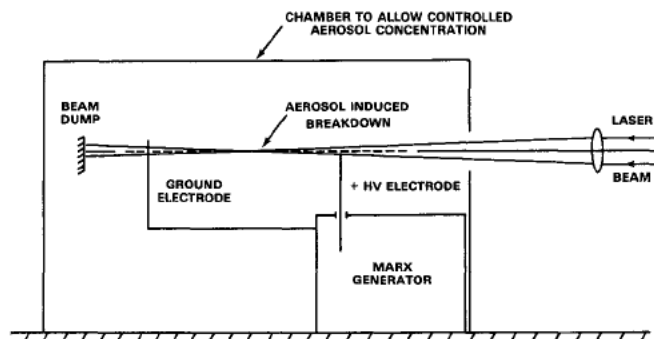 CHAMBER TO ALLOW CONTROLLED
AEROSOL CONCENTRATION
BEAM
DUMP
AEROSOL INDUCED
BREAKDOWN
LASER
BEAM
GROUND
ELECTRODE
+ HV ELECTRODE
MARX
GENERATOR